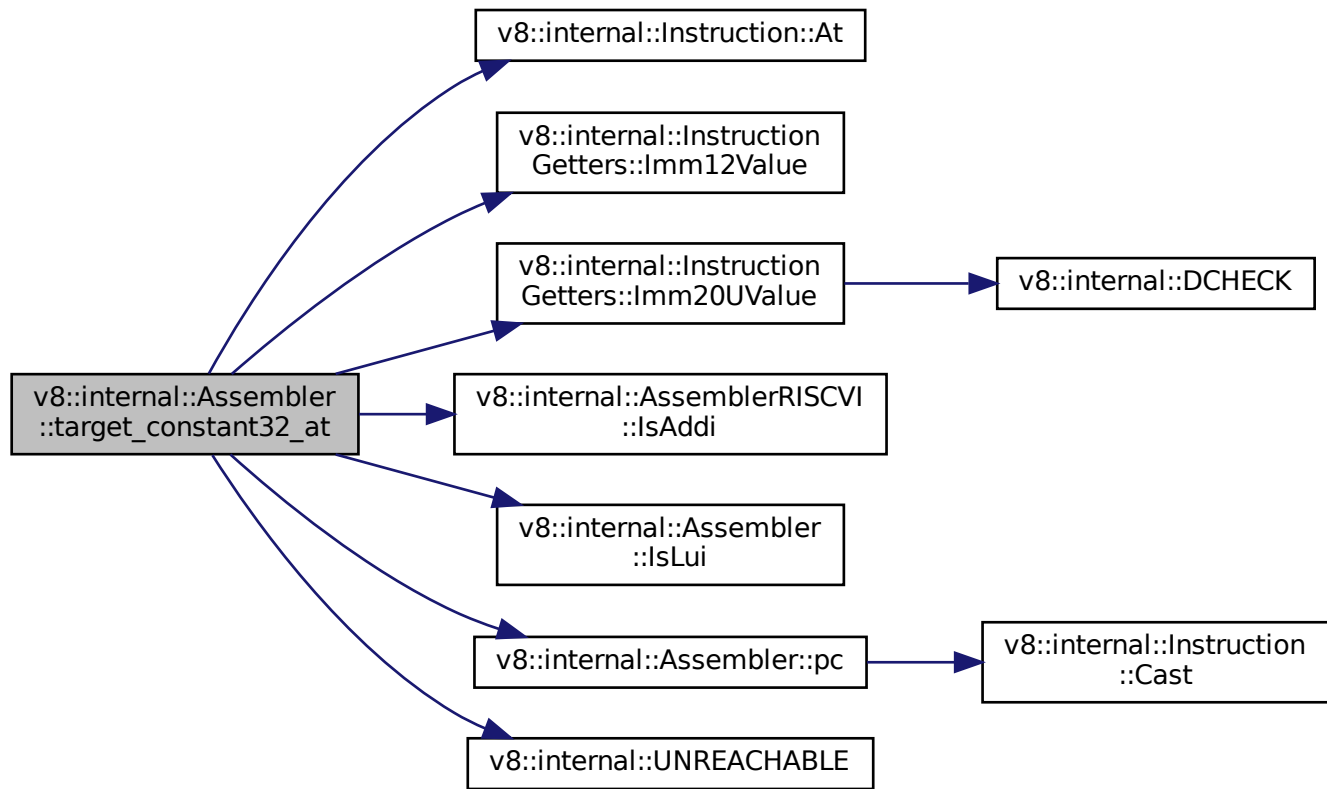 v8::internal::Assembler
::target_constant32_at
v8::internal::Instruction::At
v8::internal::Instruction
Getters::Imm12Value
v8::internal::Instruction
Getters::Imm20UValue
v8::internal::DCHECK
v8::internal::AssemblerRISCVI
::IsAddi
v8::internal::Assembler
::IsLui
v8::internal::Assembler::pc
v8::internal::Instruction
::Cast
v8::internal::UNREACHABLE